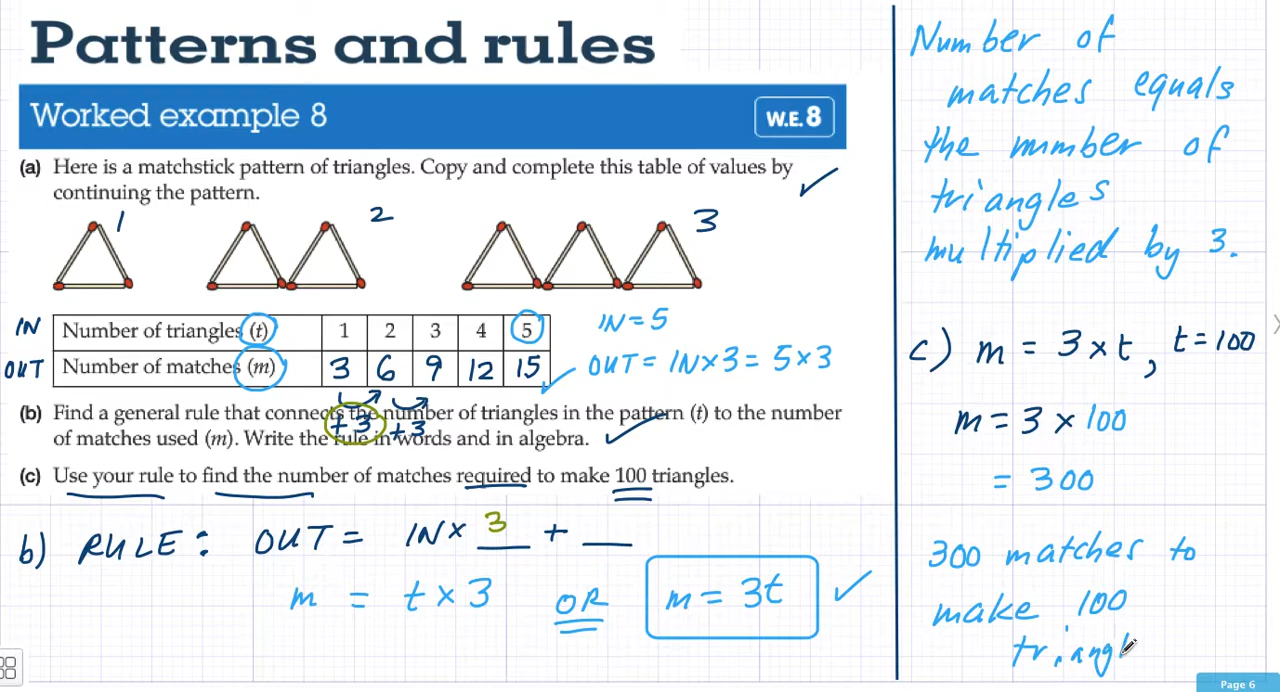 Patterns and rules
Worked example 8
W.E.8
(a) Here is a matchstick pattern of triangles. Copy and complete this table of values by
continuing the pattern.
1 2 3
IN Number of triangles (t) 1 2 3 4 5
OUT Number of matches (m) 3 6 9 12 15
IN = 5
OUT = IN × 3 = 5 × 3
+3 +3
(b) Find a general rule that connects the number of triangles in the pattern (t) to the number
of matches used (m). Write the rule in words and in algebra.
(c) Use your rule to find the number of matches required to make 100 triangles.
b) RULE: OUT = IN × 3 + __
m = t × 3 OR m = 3t
Number of
matches equals
the number of
triangles
multiplied by 3.
c) m = 3 × t, t = 100
m = 3 × 100
= 300
300 matches to
make 100
triangl
Page 6